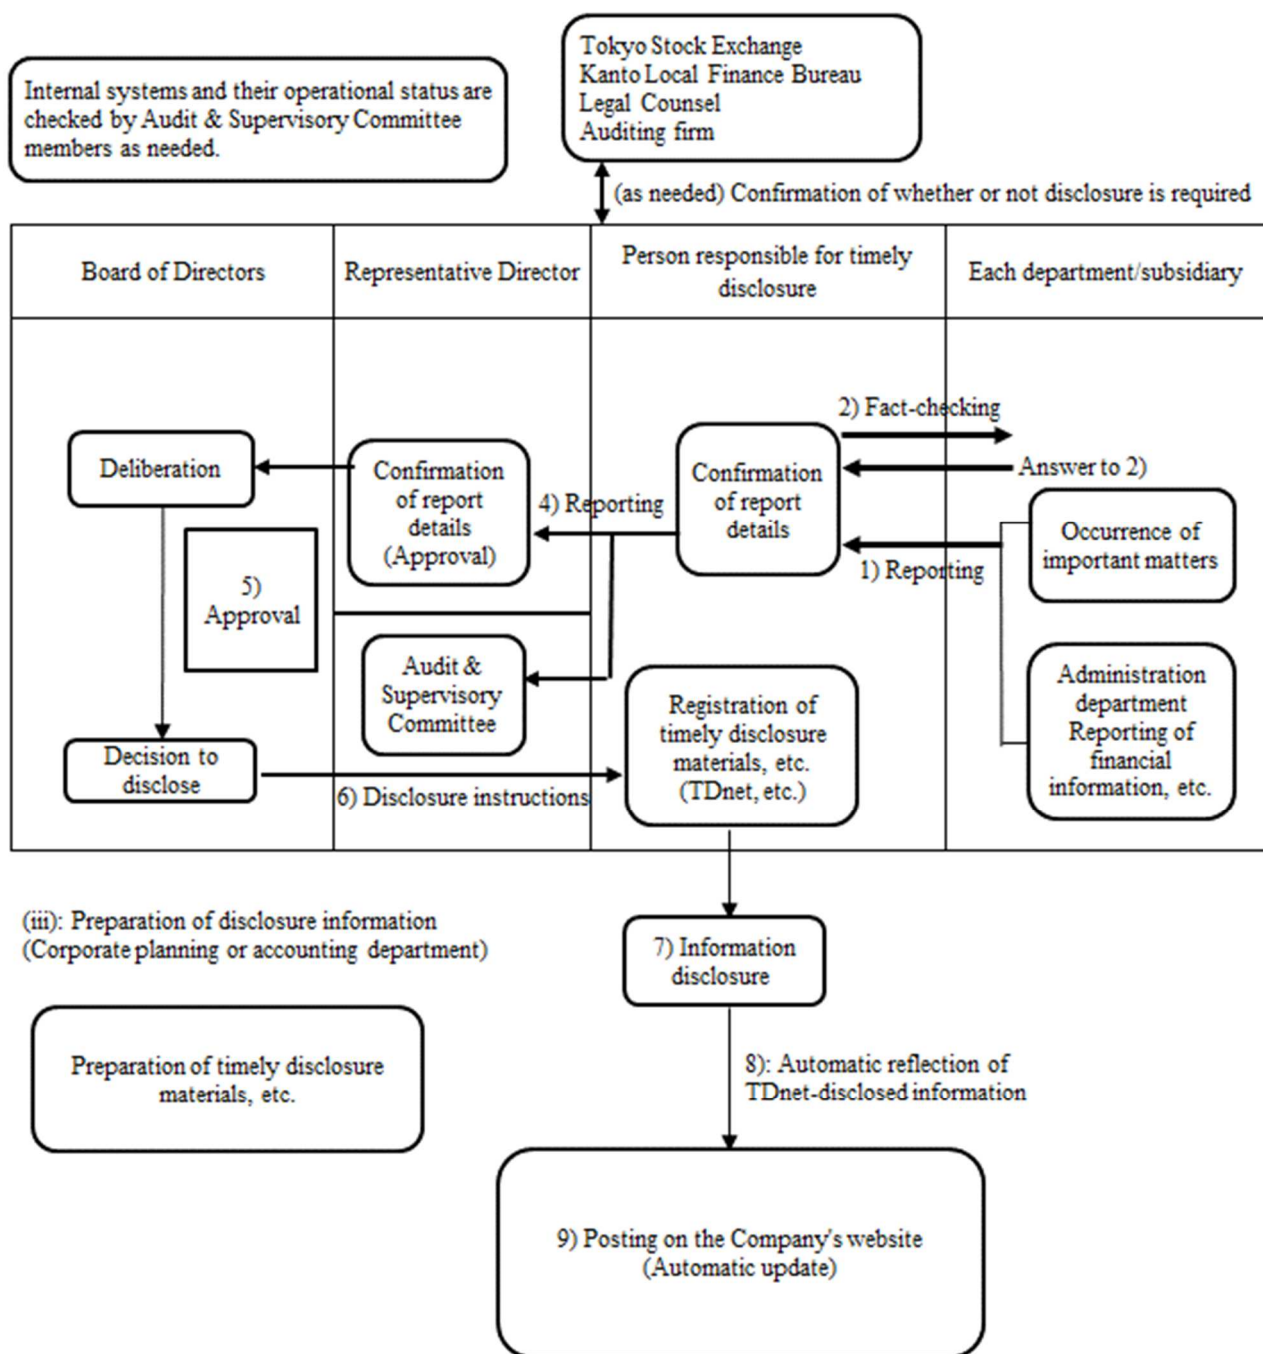 Tokyo Stock Exchange
Kanto Local Finance Bureau
Legal Counsel
Auditing firm
Internal systems and their operational status are
checked by Audit & Supervisory Committee
members as needed.
(as needed) Confirmation of whether or not disclosure is required
Board of Directors
Representative Director
Person responsible for timely
disclosure
Each department/subsidiary
2) Fact-checking
Deliberation
Confirmation
of report
details
(Approval)
4) Reporting
Confirmation
of report
details
Answer to 2)
1) Reporting
Occurrence of
important matters
5)
Approval
Audit &
Supervisory
Committee
Registration of
timely disclosure
materials, etc.
(TDnet, etc.)
Administration
department
Reporting of
financial
information, etc.
Decision to
disclose
6) Disclosure instructions
(iii): Preparation of disclosure information
(Corporate planning or accounting department)
7) Information
disclosure
Preparation of timely disclosure
materials, etc.
8): Automatic reflection of
TDnet-disclosed information
9) Posting on the Company's website
(Automatic update)